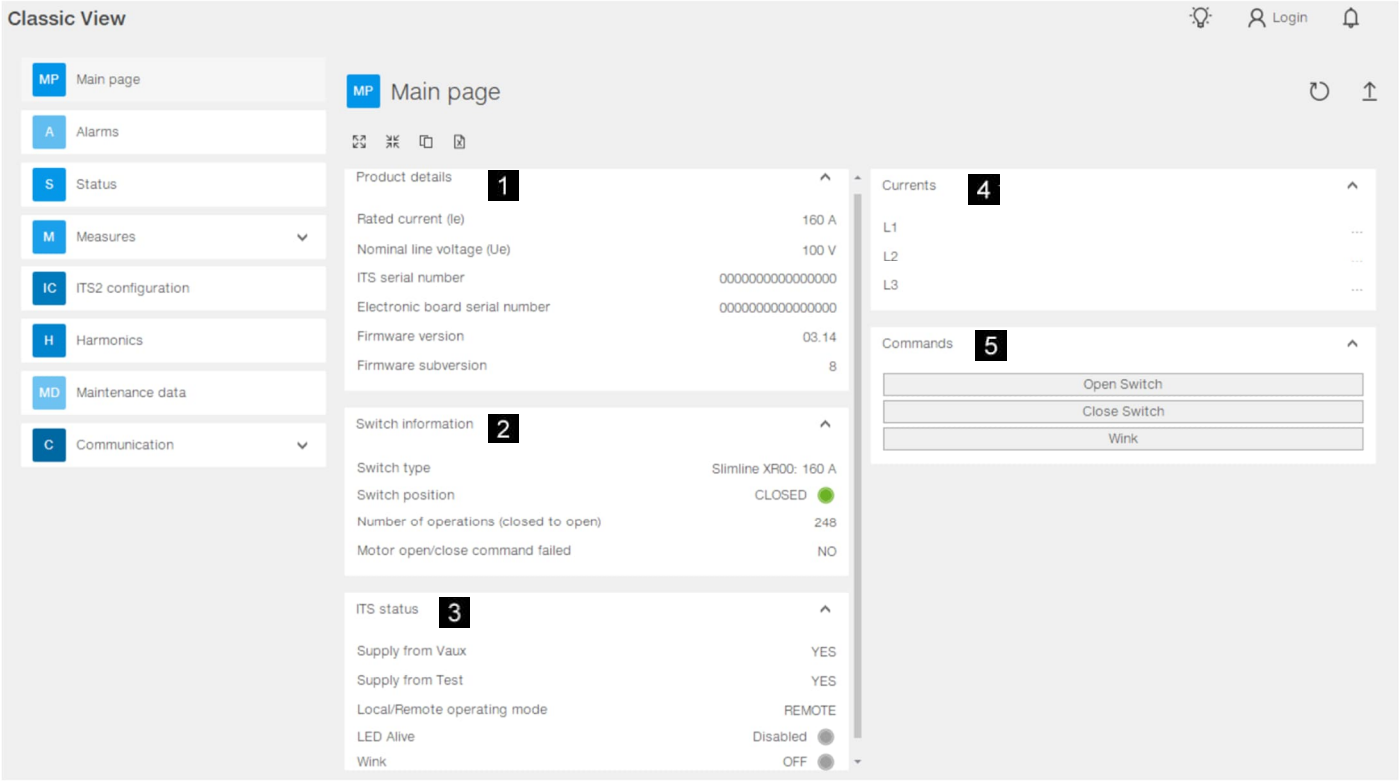 Classic View
Login
MP Main page
A Alarms
S Status
M Measures
IC ITS2 configuration
H Harmonics
MD Maintenance data
C Communication
MP Main page
Product details 1
Rated current (Ie) 160 A
Nominal line voltage (Ue) 100 V
ITS serial number 0000000000000000
Electronic board serial number 0000000000000000
Firmware version 03.14
Firmware subversion 8
Switch information 2
Switch type Slimline XR00: 160 A
Switch position CLOSED
Number of operations (closed to open) 248
Motor open/close command failed NO
ITS status 3
Supply from Vaux YES
Supply from Test YES
Local/Remote operating mode REMOTE
LED Alive Disabled
Wink OFF
Currents 4
L1 ...
L2 ...
L3 ...
Commands 5
Open Switch
Close Switch
Wink